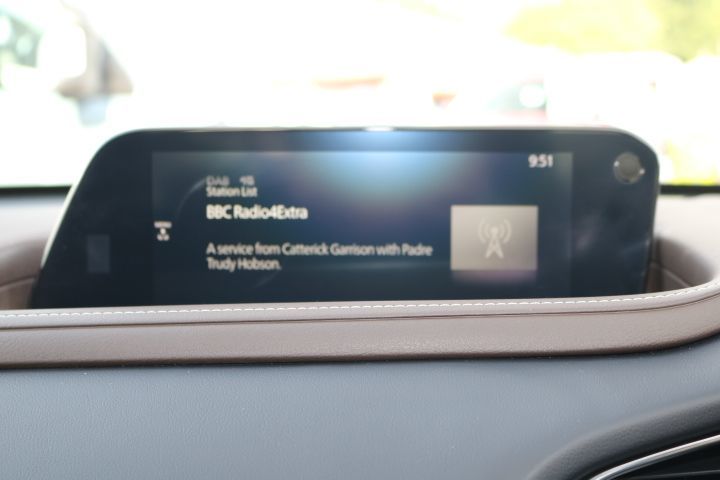 9:51
DAB
Station List
BBC Radio4Extra
A service from Catterick Garrison with Padre
Trudy Hobson.